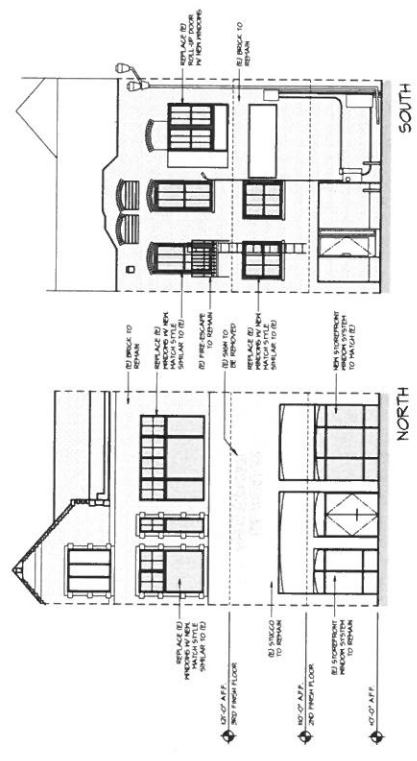 REPLACE (E)
ROLL-UP DOOR
W/ NEW WINDOWS
(E) BRICK TO
REMAIN
SOUTH
(E) BRICK TO
REMAIN
REPLACE (E)
WINDOWS W/ NEW.
MATCH STYLE
SIMILAR TO (E)
(E) FIRE-ESCAPE
TO REMAIN
(E) SIGN TO
BE REMOVED
REPLACE (E)
WINDOWS W/ NEW.
MATCH STYLE
SIMILAR TO (E)
NEW STOREFRONT
WINDOW SYSTEM
TO MATCH (E)
NORTH
REPLACE (E)
WINDOWS W/ NEW.
MATCH STYLE
SIMILAR TO (E)
(E) STUCCO
TO REMAIN
(E) STOREFRONT
WINDOW SYSTEM
TO REMAIN
3RD FINISH FLOOR
2ND FINISH FLOOR